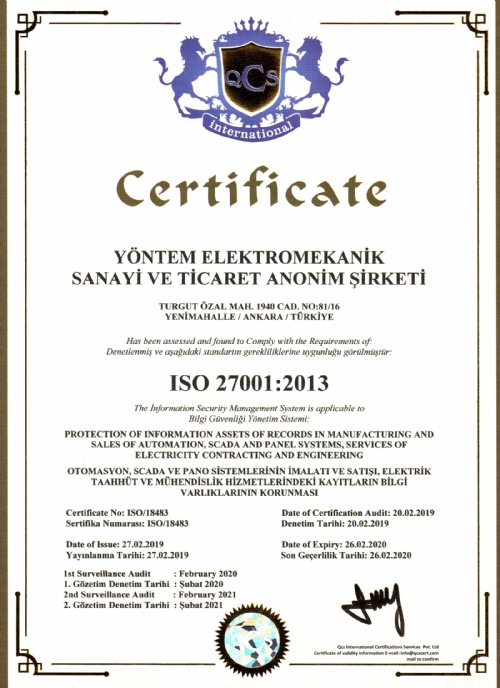 QCS
international
Certificate
YÖNTEM ELEKTROMEKANİK
SANAYİ VE TİCARET ANONİM ŞİRKETİ
TURGUT ÖZAL MAH. 1940 CAD. NO:81/16
YENİMAHALLE / ANKARA / TÜRKİYE
Has been assessed and found to Comply with the Requirements of:
Denetlenmiş ve aşağıdaki standartın gerekliliklerine uygunluğu görülmüştür:
ISO 27001:2013
The Information Security Management System is applicable to
Bilgi Güvenliği Yönetim Sistemi:
PROTECTION OF INFORMATION ASSETS OF RECORDS IN MANUFACTURING AND
SALES OF AUTOMATION, SCADA AND PANEL SYSTEMS, SERVICES OF
ELECTRICITY CONTRACTING AND ENGINEERING
OTOMASYON, SCADA VE PANO SİSTEMLERİNİN İMALATI VE SATIŞI, ELEKTRİK
TAAHHÜT VE MÜHENDİSLİK HİZMETLERİNDEKİ KAYITLARIN BİLGİ
VARLIKLARININ KORUNMASI
Certificate No: ISO/18483
Sertifika Numarası: ISO/18483
Date of Certification Audit: 20.02.2019
Denetim Tarihi: 20.02.2019
Date of Issue: 27.02.2019
Yayınlanma Tarihi: 27.02.2019
Date of Expiry: 26.02.2020
Son Geçerlilik Tarihi: 26.02.2020
1st Surveillance Audit : February 2020
1. Gözetim Denetim Tarihi : Şubat 2020
2nd Surveillance Audit : February 2021
2. Gözetim Denetim Tarihi : Şubat 2021
Qcs International Certifications Services Pvt. Ltd
Certificate of validity information E-mail: info@qcscert.com
mail to confirm